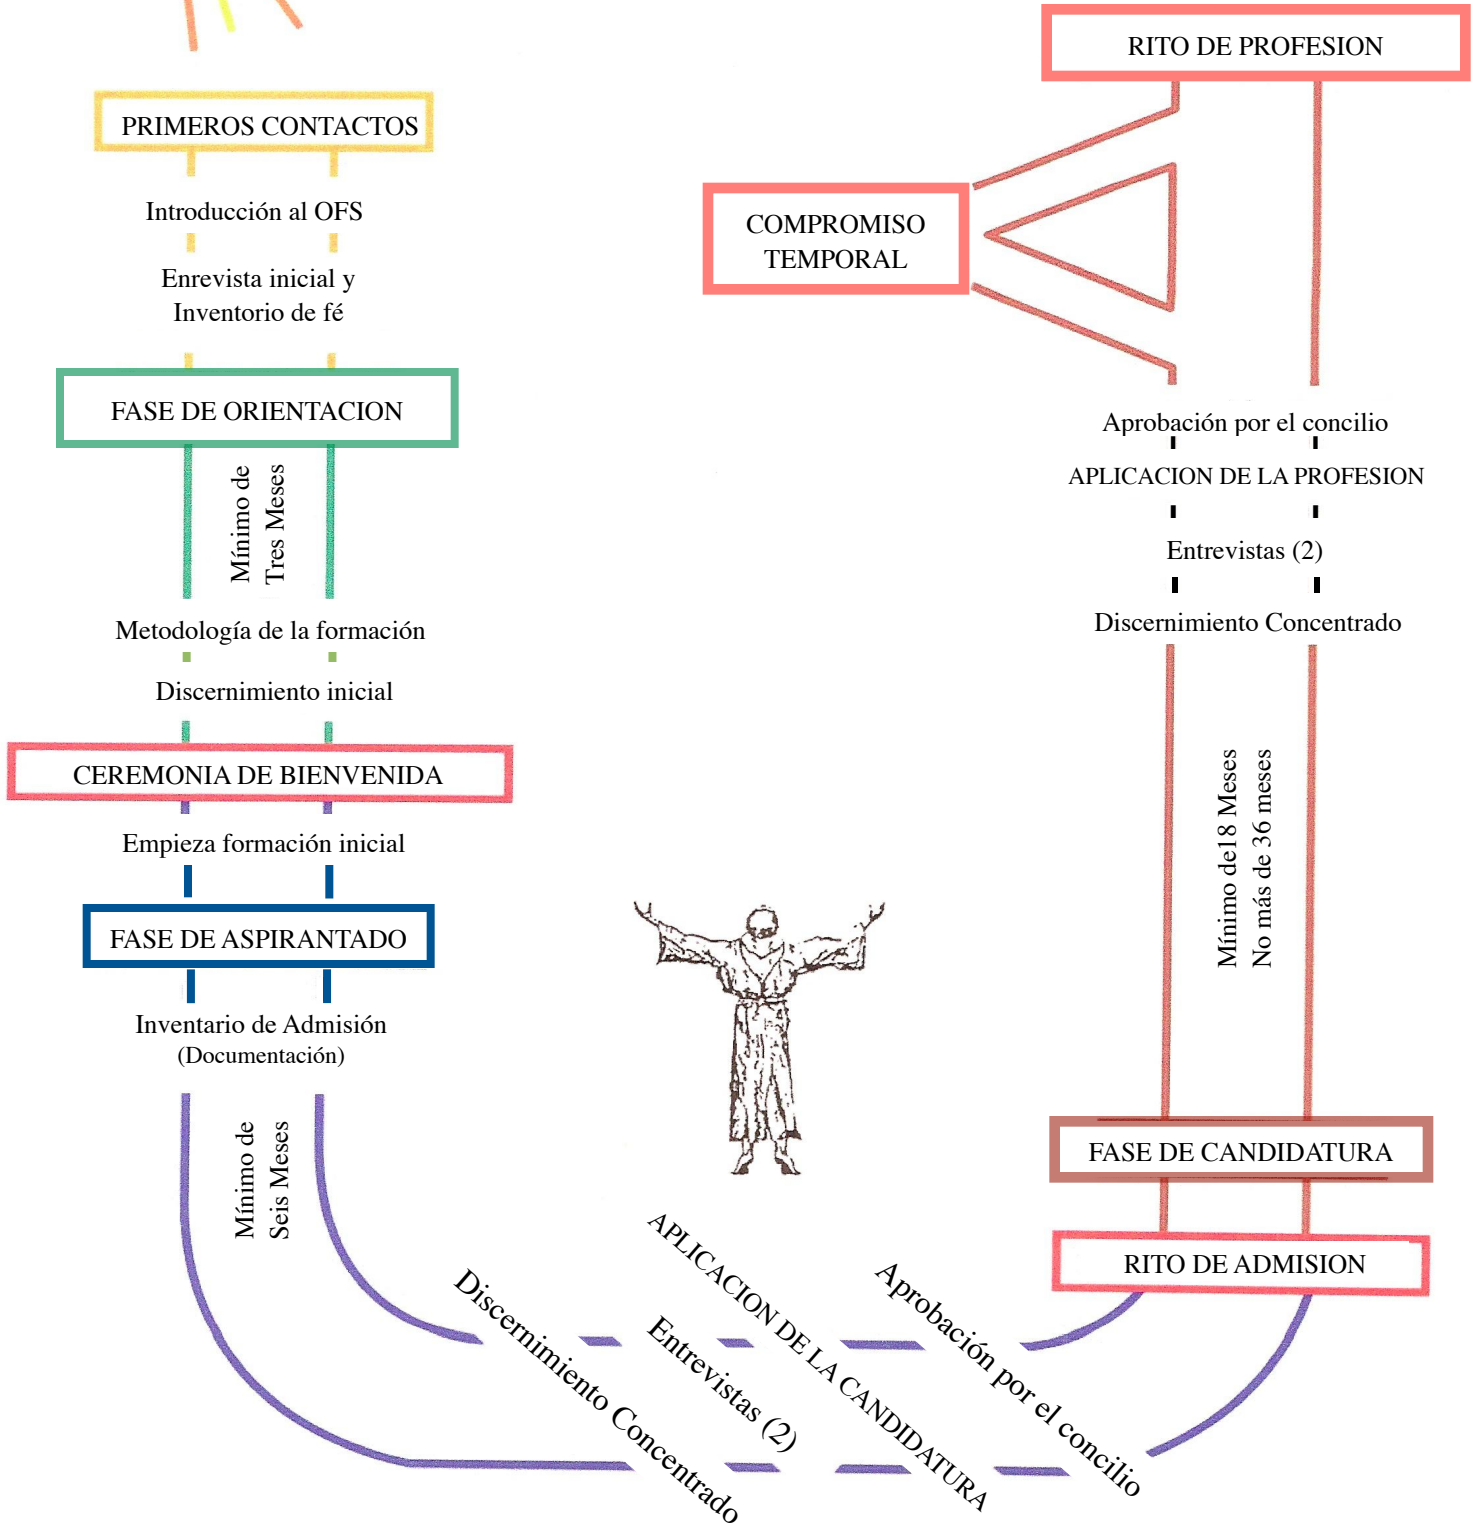 PRIMEROS CONTACTOS
Introducción al OFS
Enrevista inicial y
Inventorio de fé
FASE DE ORIENTACION
Mínimo de
Tres Meses
Metodología de la formación
Discernimiento inicial
CEREMONIA DE BIENVENIDA
Empieza formación inicial
FASE DE ASPIRANTADO
Inventario de Admisión
(Documentación)
Mínimo de
Seis Meses
Discernimiento Concentrado
Entrevistas (2)
APLICACION DE LA CANDIDATURA
Aprobación por el concilio
RITO DE ADMISION
FASE DE CANDIDATURA
Mínimo de18 Meses
No más de 36 meses
Discernimiento Concentrado
Entrevistas (2)
APLICACION DE LA PROFESION
Aprobación por el concilio
COMPROMISO
TEMPORAL
RITO DE PROFESION